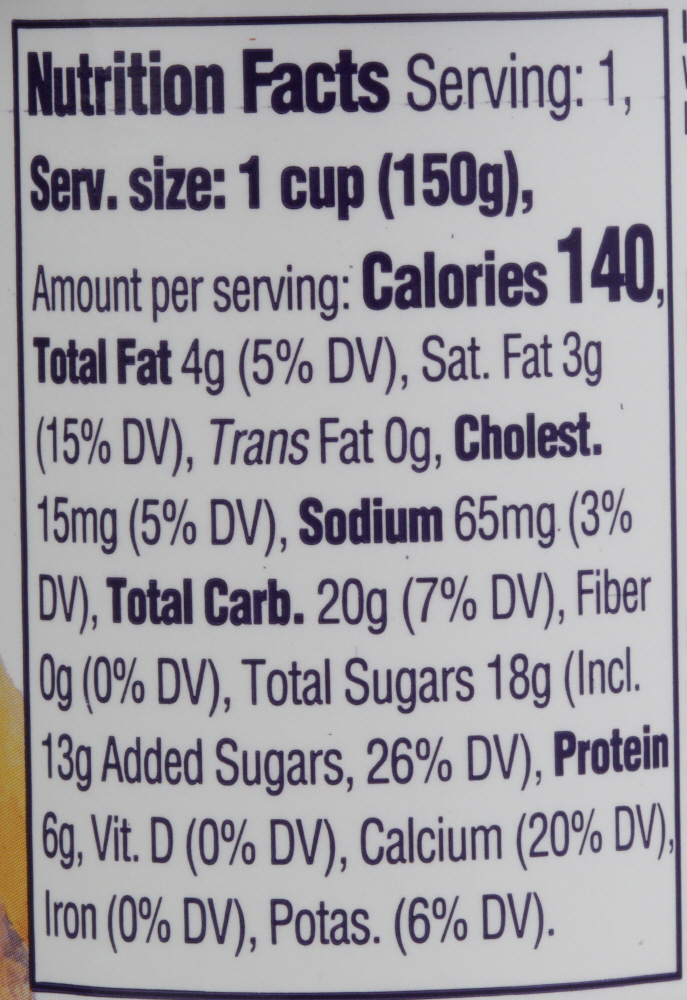 Nutrition Facts Serving: 1,
Serv. size: 1 cup (150g),
Amount per serving: Calories 140,
Total Fat 4g (5% DV), Sat. Fat 3g
(15% DV), Trans Fat 0g, Cholest.
15mg (5% DV), Sodium 65mg (3%
DV), Total Carb. 20g (7% DV), Fiber
0g (0% DV), Total Sugars 18g (Incl.
13g Added Sugars, 26% DV), Protein
6g, Vit. D (0% DV), Calcium (20% DV),
Iron (0% DV), Potas. (6% DV).